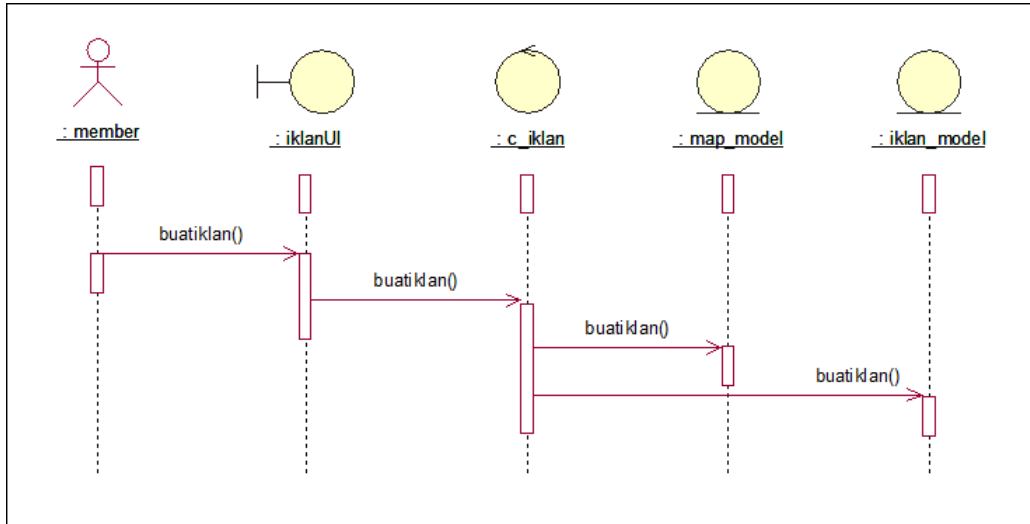 : member
: iklanUI
: c_iklan
: map_model
: iklan_model
buatiklan()
buatiklan()
buatiklan()
buatiklan()